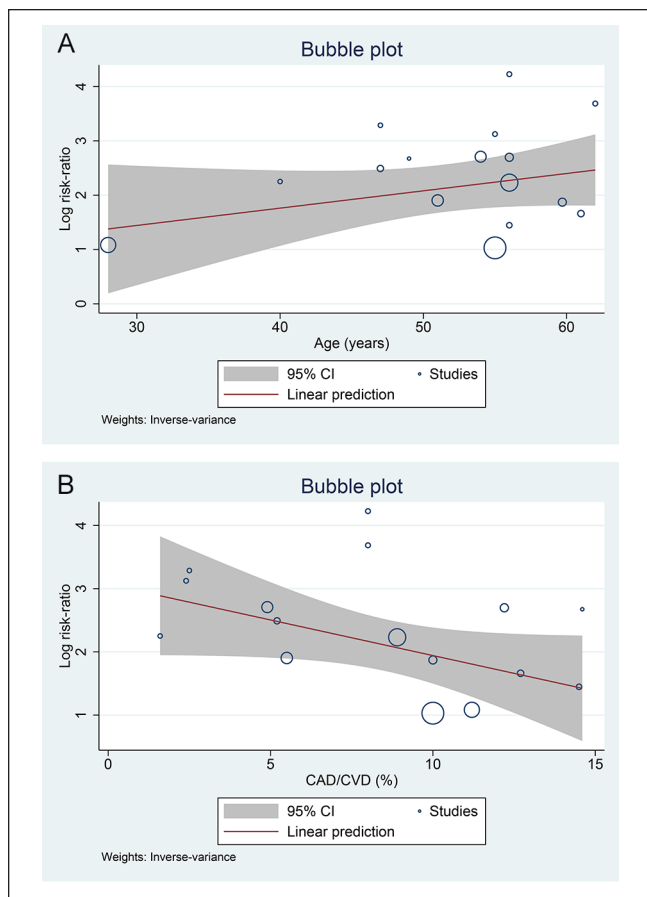 A
Bubble plot
Log risk-ratio
4
3
2
1
0
30 40 50 60
Age (years)
95% CI Studies
Linear prediction
Weights: Inverse-variance
B
Bubble plot
Log risk-ratio
4
3
2
1
0 5 10 15
CAD/CVD (%)
95% CI Studies
Linear prediction
Weights: Inverse-variance